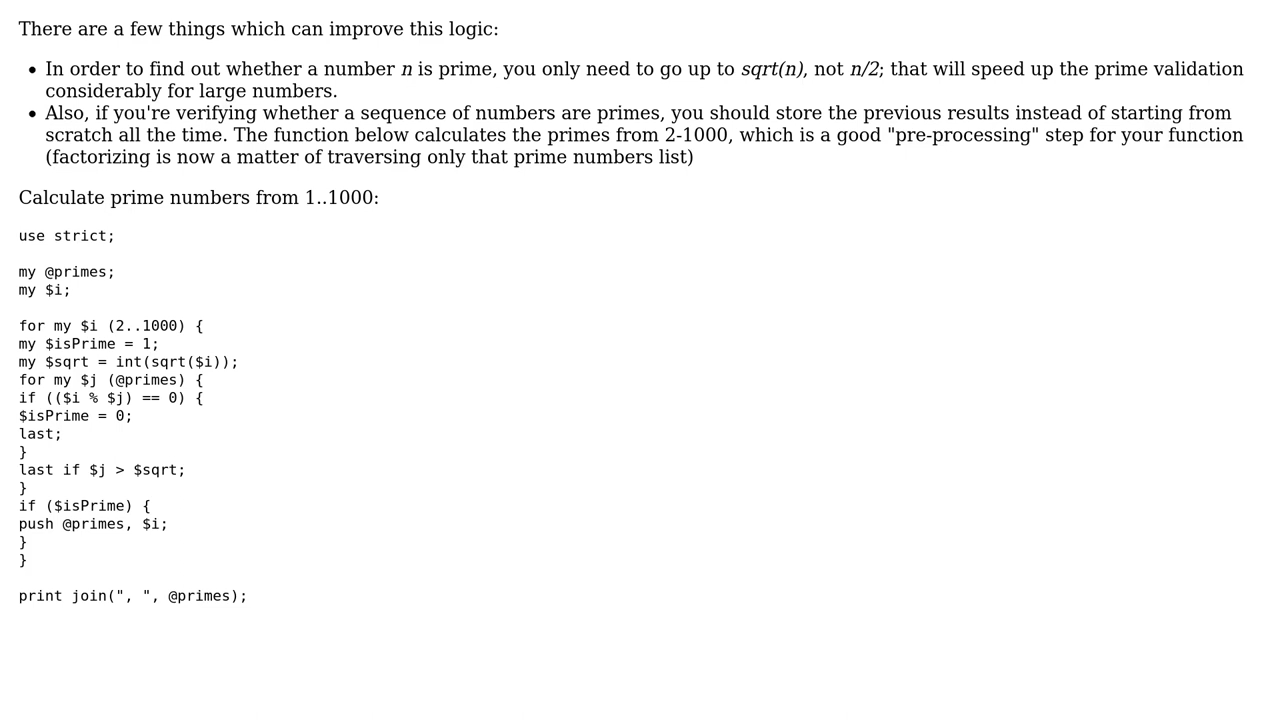 There are a few things which can improve this logic:
• In order to find out whether a number n is prime, you only need to go up to sqrt(n), not n/2; that will speed up the prime validation
considerably for large numbers.
• Also, if you're verifying whether a sequence of numbers are primes, you should store the previous results instead of starting from
scratch all the time. The function below calculates the primes from 2-1000, which is a good "pre-processing" step for your function
(factorizing is now a matter of traversing only that prime numbers list)
Calculate prime numbers from 1..1000:
use strict;
my @primes;
my $i;
for my $i (2..1000) {
my $isPrime = 1;
my $sqrt = int(sqrt($i));
for my $j (@primes) {
if (($i % $j) == 0) {
$isPrime = 0;
last;
}
last if $j > $sqrt;
}
if ($isPrime) {
push @primes, $i;
}
}
print join(", ", @primes);